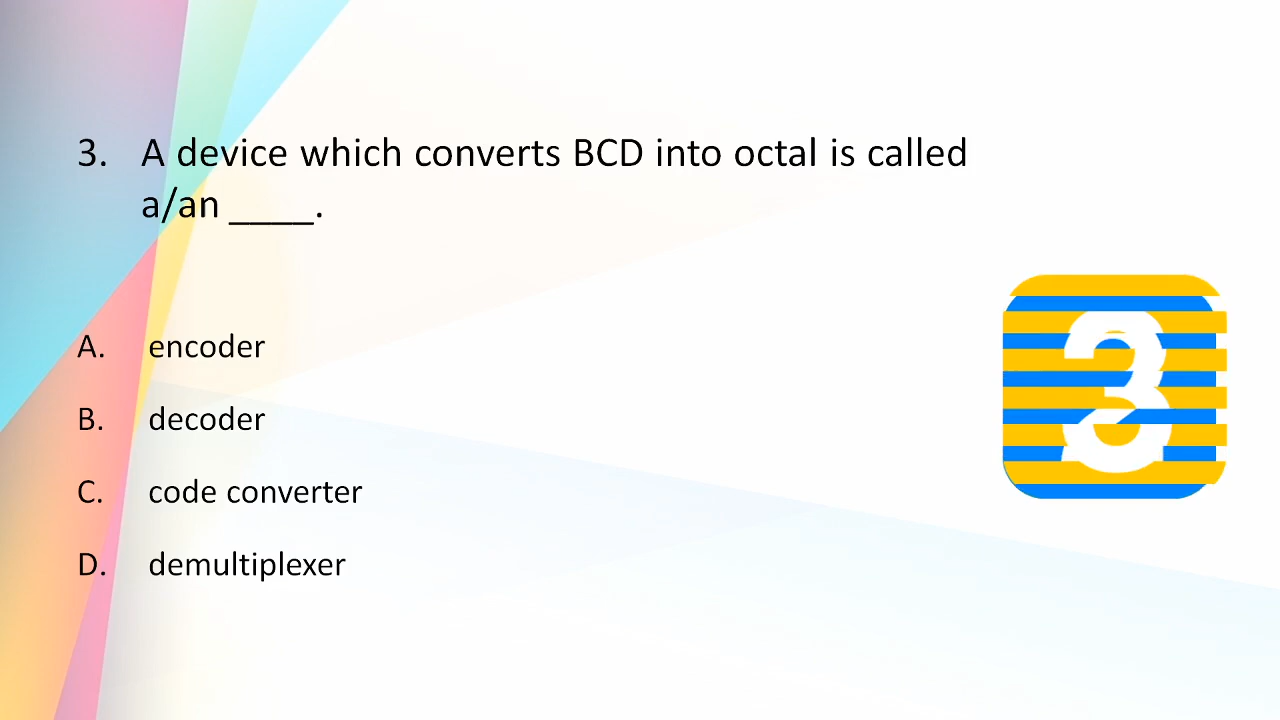 3. A device which converts BCD into octal is called
a/an ____.
A. encoder
B. decoder
C. code converter
D. demultiplexer
3